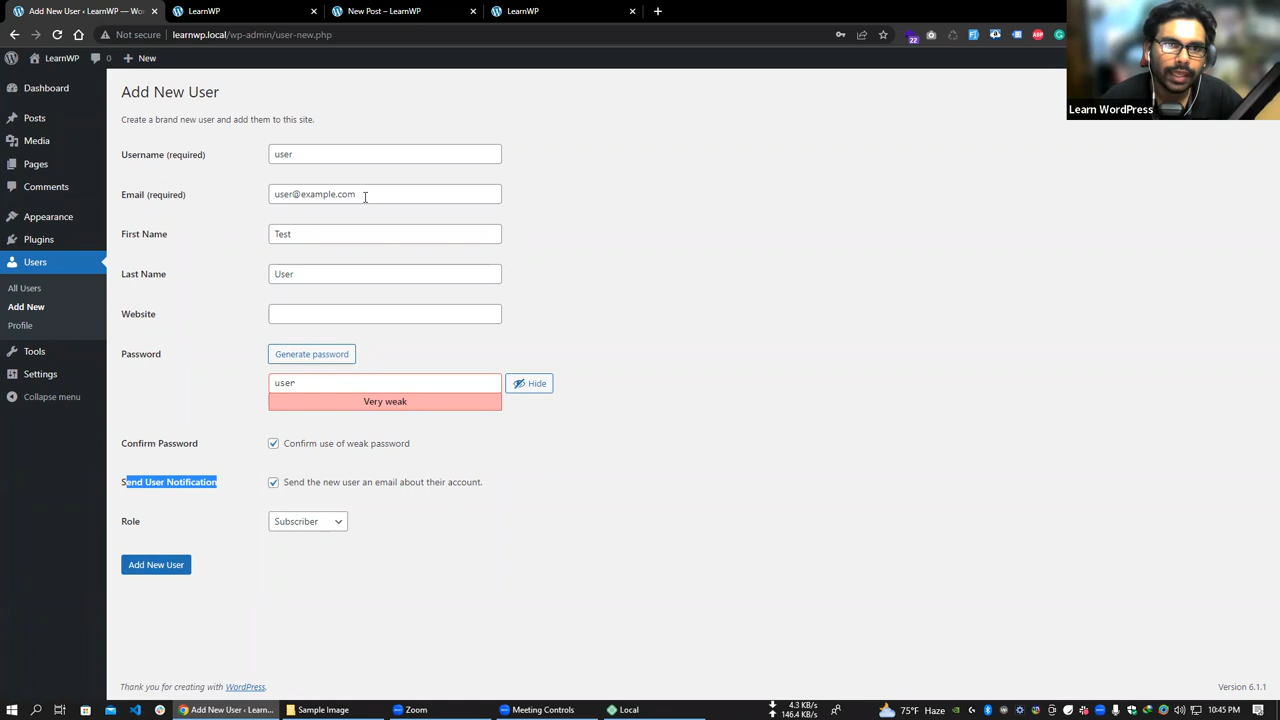 Add New User ‹ LearnWP — Wo
LearnWP
New Post – LearnWP
LearnWP
Not secure
learnwp.local/wp-admin/user-new.php
22
ABP
LearnWP
0
New
Learn WordPress
Dashboard
Posts
Media
Pages
Comments
Appearance
Plugins
Users
All Users
Add New
Profile
Tools
Settings
Collapse menu
Add New User
Create a brand new user and add them to this site.
Username (required)
user
Email (required)
user@example.com
First Name
Test
Last Name
User
Website
Password
Generate password
user
Hide
Very weak
Confirm Password
Confirm use of weak password
Send User Notification
Send the new user an email about their account.
Role
Subscriber
Add New User
Thank you for creating with WordPress.
Version 6.1.1
Add New User ‹ Learn...
Sample Image
Zoom
Meeting Controls
Local
4.3 KB/s
146.4 KB/s
75°F Haze
10:45 PM